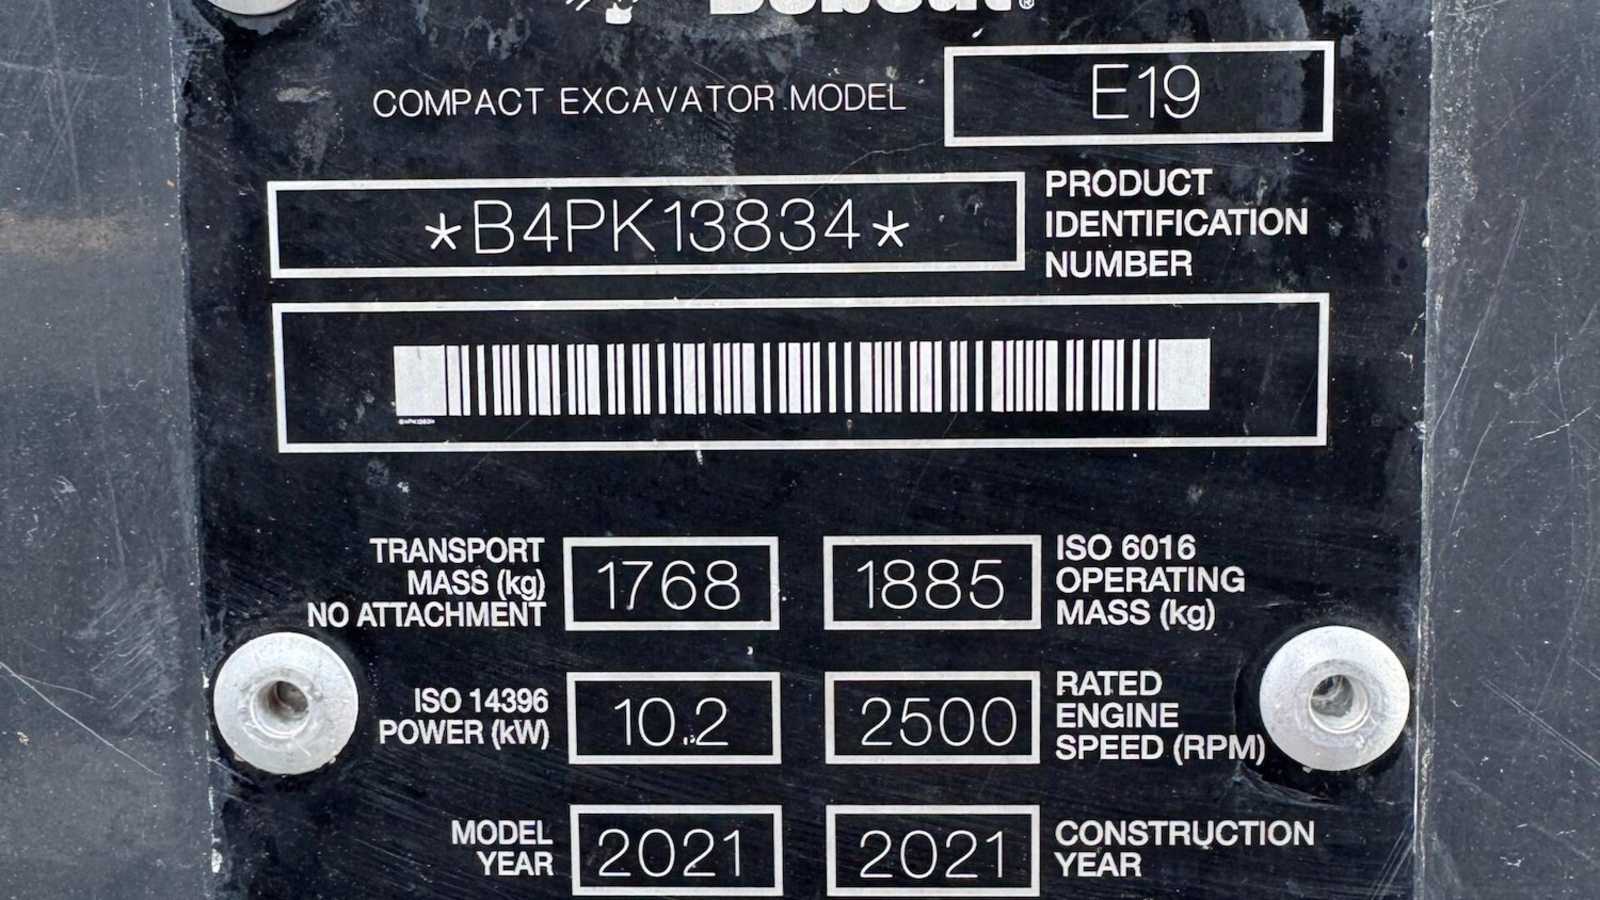 Bobcat®
COMPACT EXCAVATOR MODEL E19
*B4PK13834* PRODUCT
IDENTIFICATION
NUMBER
TRANSPORT
MASS (kg)
NO ATTACHMENT
1768
1885
ISO 6016
OPERATING
MASS (kg)
ISO 14396
POWER (kW)
10.2
2500
RATED
ENGINE
SPEED (RPM)
MODEL
YEAR
2021
2021
CONSTRUCTION
YEAR